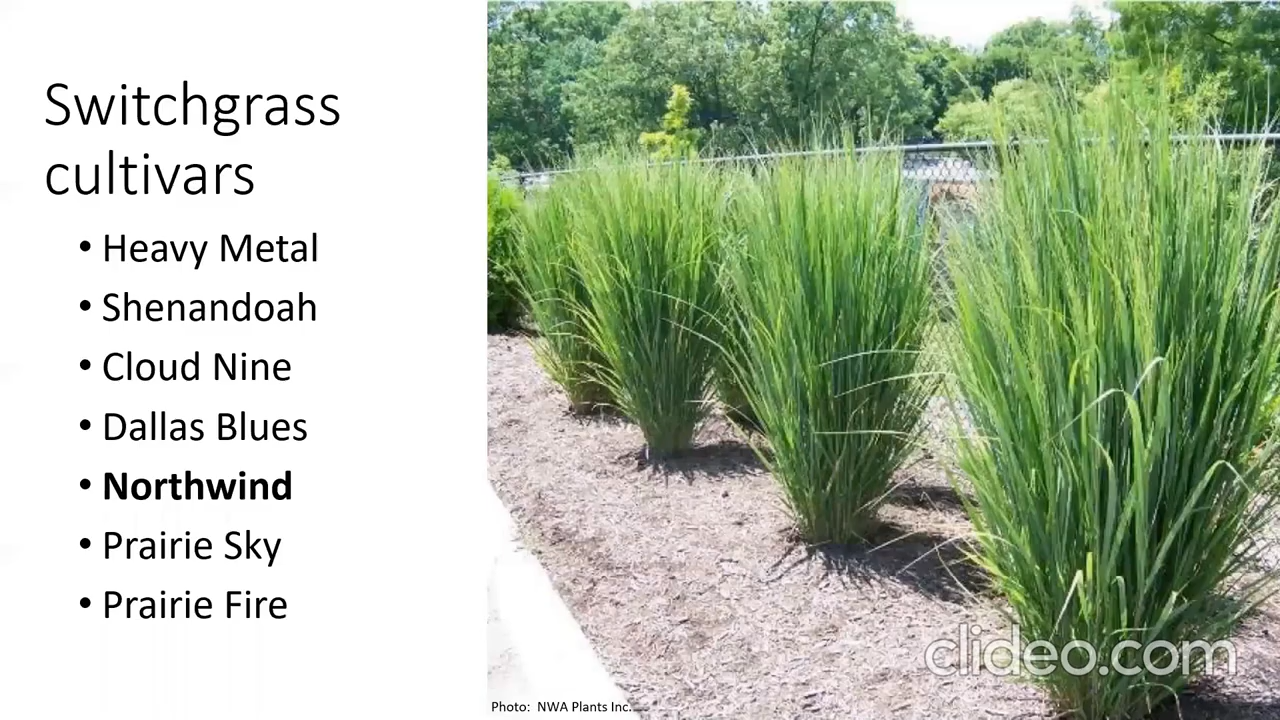 Switchgrass
cultivars
• Heavy Metal
• Shenandoah
• Cloud Nine
• Dallas Blues
• Northwind
• Prairie Sky
• Prairie Fire
clideo.com
Photo: NWA Plants Inc.